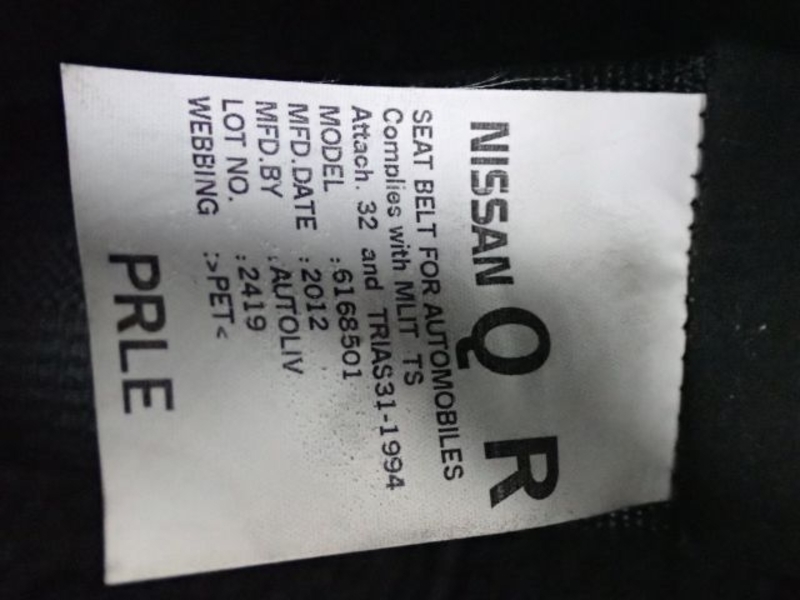 NISSAN Q R
SEAT BELT FOR AUTOMOBILES
Complies with MLIT TS
Attach. 32 and TRIAS31-1994
MODEL :6168501
MFD.DATE :2012
MFD.BY :AUTOLIV
LOT NO. :2419
WEBBING :>PET<
PRLE